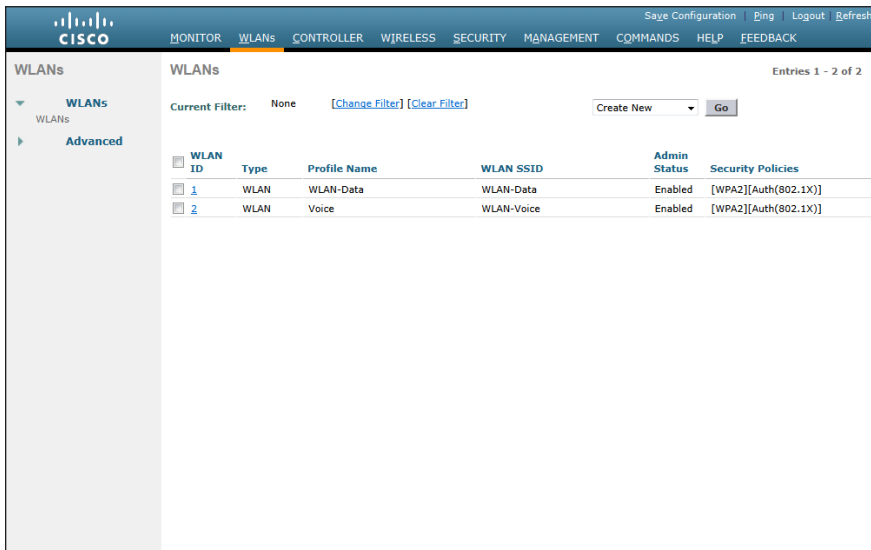 Save Configuration | Ping | Logout | Refresh
CISCO
MONITOR WLANs CONTROLLER WIRELESS SECURITY MANAGEMENT COMMANDS HELP FEEDBACK
WLANs
WLANs
WLANs
Advanced
WLANs
Entries 1 - 2 of 2
Current Filter: None [Change Filter] [Clear Filter]
Create New Go
WLAN ID Type Profile Name WLAN SSID Admin Status Security Policies
1 WLAN WLAN-Data WLAN-Data Enabled [WPA2][Auth(802.1X)]
2 WLAN Voice WLAN-Voice Enabled [WPA2][Auth(802.1X)]